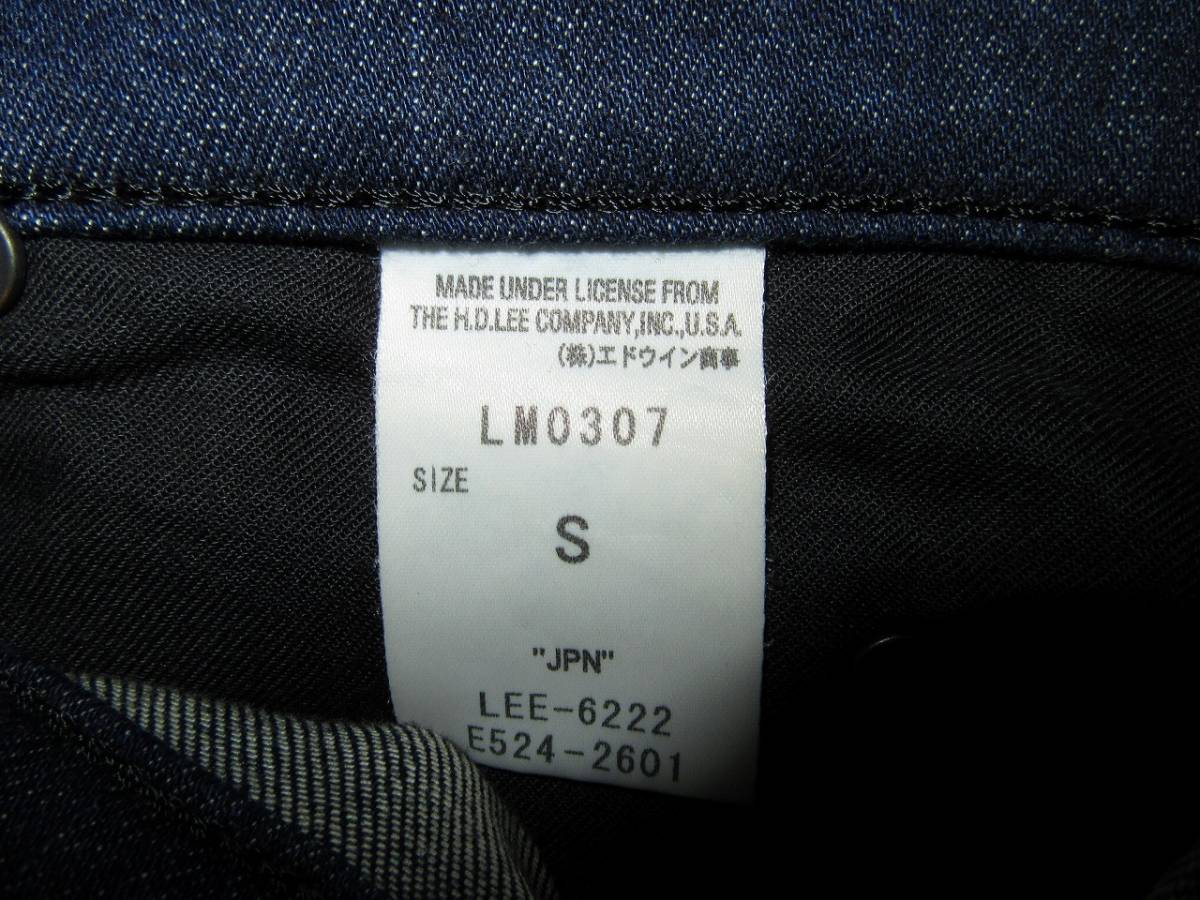 MADE UNDER LICENSE FROM
THE H.D.LEE COMPANY,INC.,U.S.A.
(株)エドウイン商事
LM0307
SIZE
S
"JPN"
LEE-6222
E524-2601